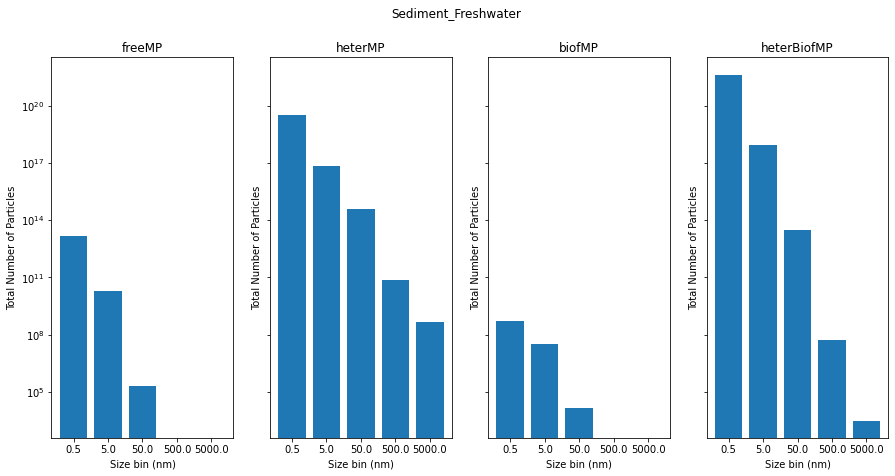 Sediment_Freshwater
freeMP
heterMP
biofMP
heterBiofMP
Total Number of Particles
10^20
10^17
10^14
10^11
10^8
10^5
0.5 5.0 50.0 500.0 5000.0
Size bin (nm)
Total Number of Particles
0.5 5.0 50.0 500.0 5000.0
Size bin (nm)
Total Number of Particles
0.5 5.0 50.0 500.0 5000.0
Size bin (nm)
Total Number of Particles
0.5 5.0 50.0 500.0 5000.0
Size bin (nm)